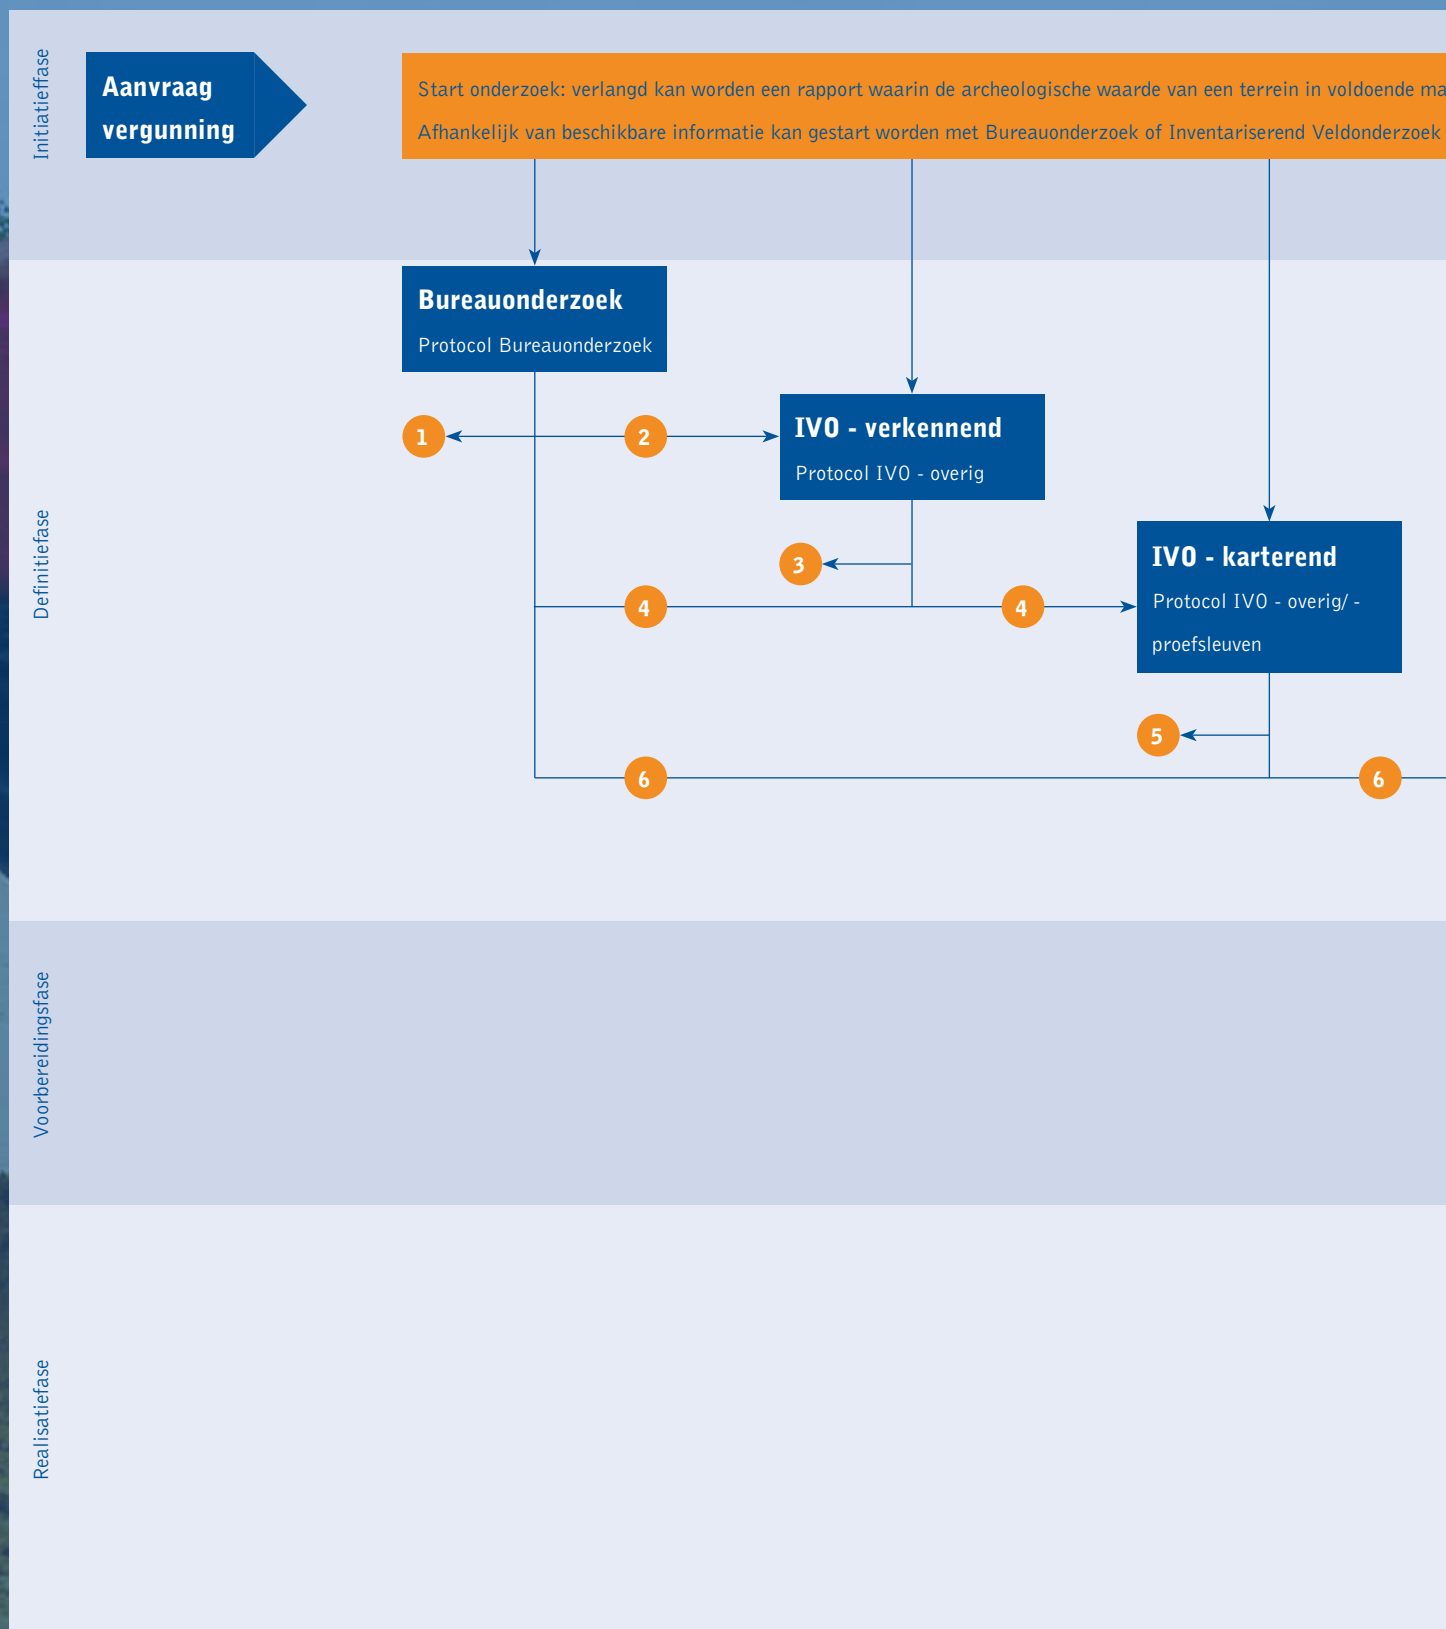 Initiatieffase
Aanvraag
vergunning
Start onderzoek: verlangd kan worden een rapport waarin de archeologische waarde van een terrein in voldoende ma
Afhankelijk van beschikbare informatie kan gestart worden met Bureauonderzoek of Inventariserend Veldonderzoek
Definitiefase
Bureauonderzoek
Protocol Bureauonderzoek
1
2
IVO - verkennend
Protocol IVO - overig
3
4
4
IVO - karterend
Protocol IVO - overig/ -
proefsleuven
5
6
6
Voorbereidingsfase
Realisatiefase